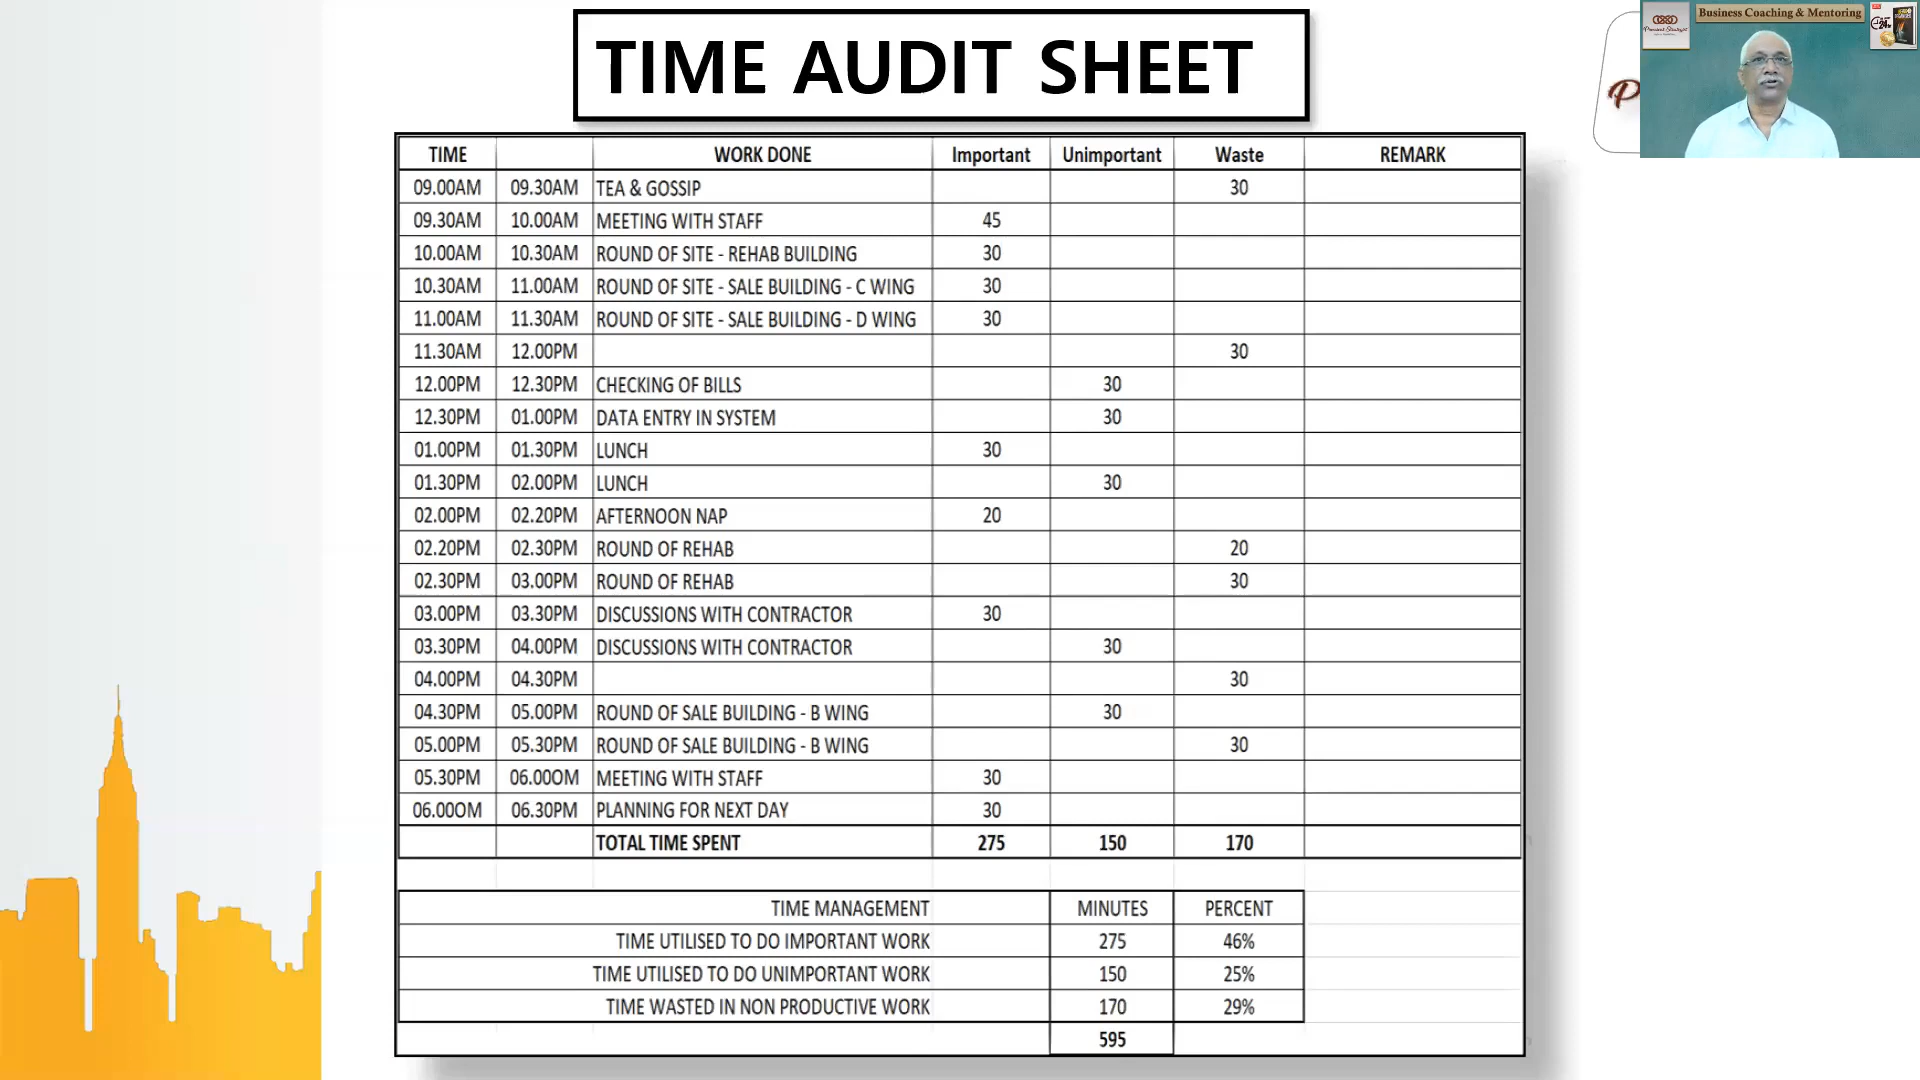 TIME AUDIT SHEET
Business Coaching & Mentoring
TIME WORK DONE Important Unimportant Waste REMARK
09.00AM 09.30AM TEA & GOSSIP 30
09.30AM 10.00AM MEETING WITH STAFF 45
10.00AM 10.30AM ROUND OF SITE - REHAB BUILDING 30
10.30AM 11.00AM ROUND OF SITE - SALE BUILDING - C WING 30
11.00AM 11.30AM ROUND OF SITE - SALE BUILDING - D WING 30
11.30AM 12.00PM 30
12.00PM 12.30PM CHECKING OF BILLS 30
12.30PM 01.00PM DATA ENTRY IN SYSTEM 30
01.00PM 01.30PM LUNCH 30
01.30PM 02.00PM LUNCH 30
02.00PM 02.20PM AFTERNOON NAP 20
02.20PM 02.30PM ROUND OF REHAB 20
02.30PM 03.00PM ROUND OF REHAB 30
03.00PM 03.30PM DISCUSSIONS WITH CONTRACTOR 30
03.30PM 04.00PM DISCUSSIONS WITH CONTRACTOR 30
04.00PM 04.30PM 30
04.30PM 05.00PM ROUND OF SALE BUILDING - B WING 30
05.00PM 05.30PM ROUND OF SALE BUILDING - B WING 30
05.30PM 06.00OM MEETING WITH STAFF 30
06.00OM 06.30PM PLANNING FOR NEXT DAY 30
TOTAL TIME SPENT 275 150 170
TIME MANAGEMENT MINUTES PERCENT
TIME UTILISED TO DO IMPORTANT WORK 275 46%
TIME UTILISED TO DO UNIMPORTANT WORK 150 25%
TIME WASTED IN NON PRODUCTIVE WORK 170 29%
595